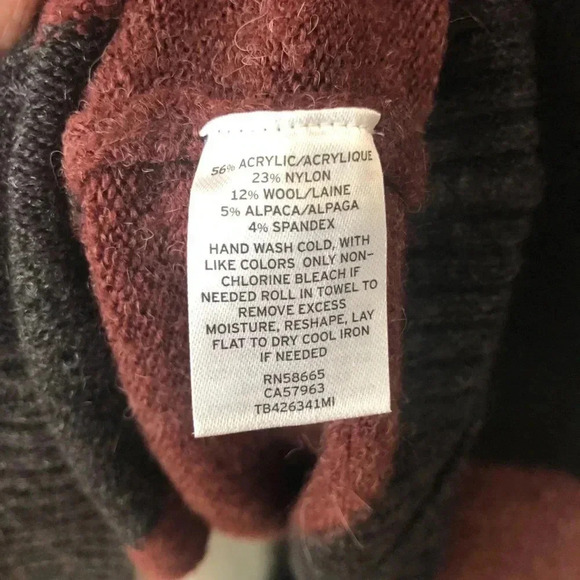 56% ACRYLIC/ACRYLIQUE
23% NYLON
12% WOOL/LAINE
5% ALPACA/ALPAGA
4% SPANDEX
HAND WASH COLD, WITH
LIKE COLORS ONLY NON-
CHLORINE BLEACH IF
NEEDED ROLL IN TOWEL TO
REMOVE EXCESS
MOISTURE, RESHAPE, LAY
FLAT TO DRY COOL IRON
IF NEEDED
RN58665
CA57963
TB426341MI